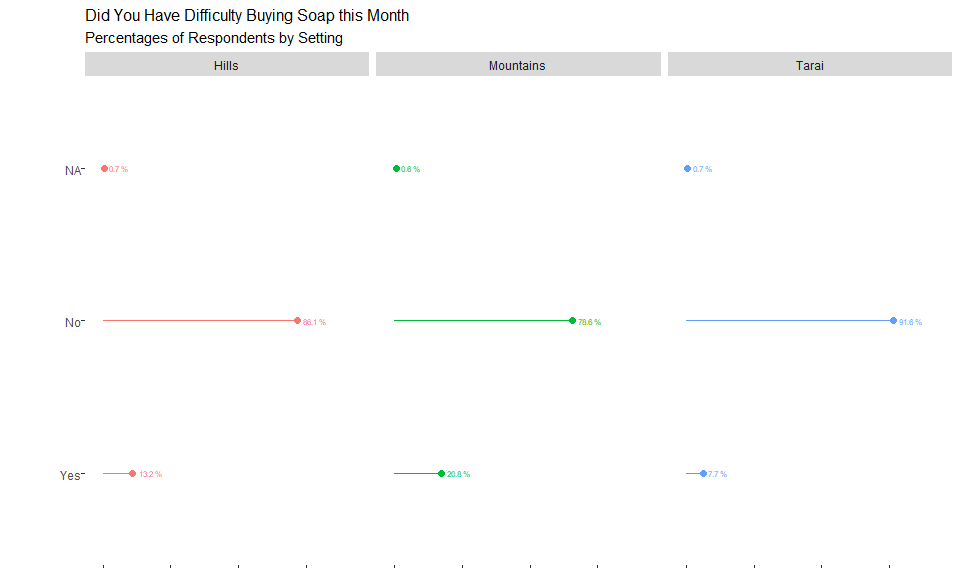 Did You Have Difficulty Buying Soap this Month
Percentages of Respondents by Setting
Hills
Mountains
Tarai
NA
0.7 %
0.6 %
0.7 %
No
86.1 %
78.6 %
91.6 %
Yes
13.2 %
20.8 %
7.7 %